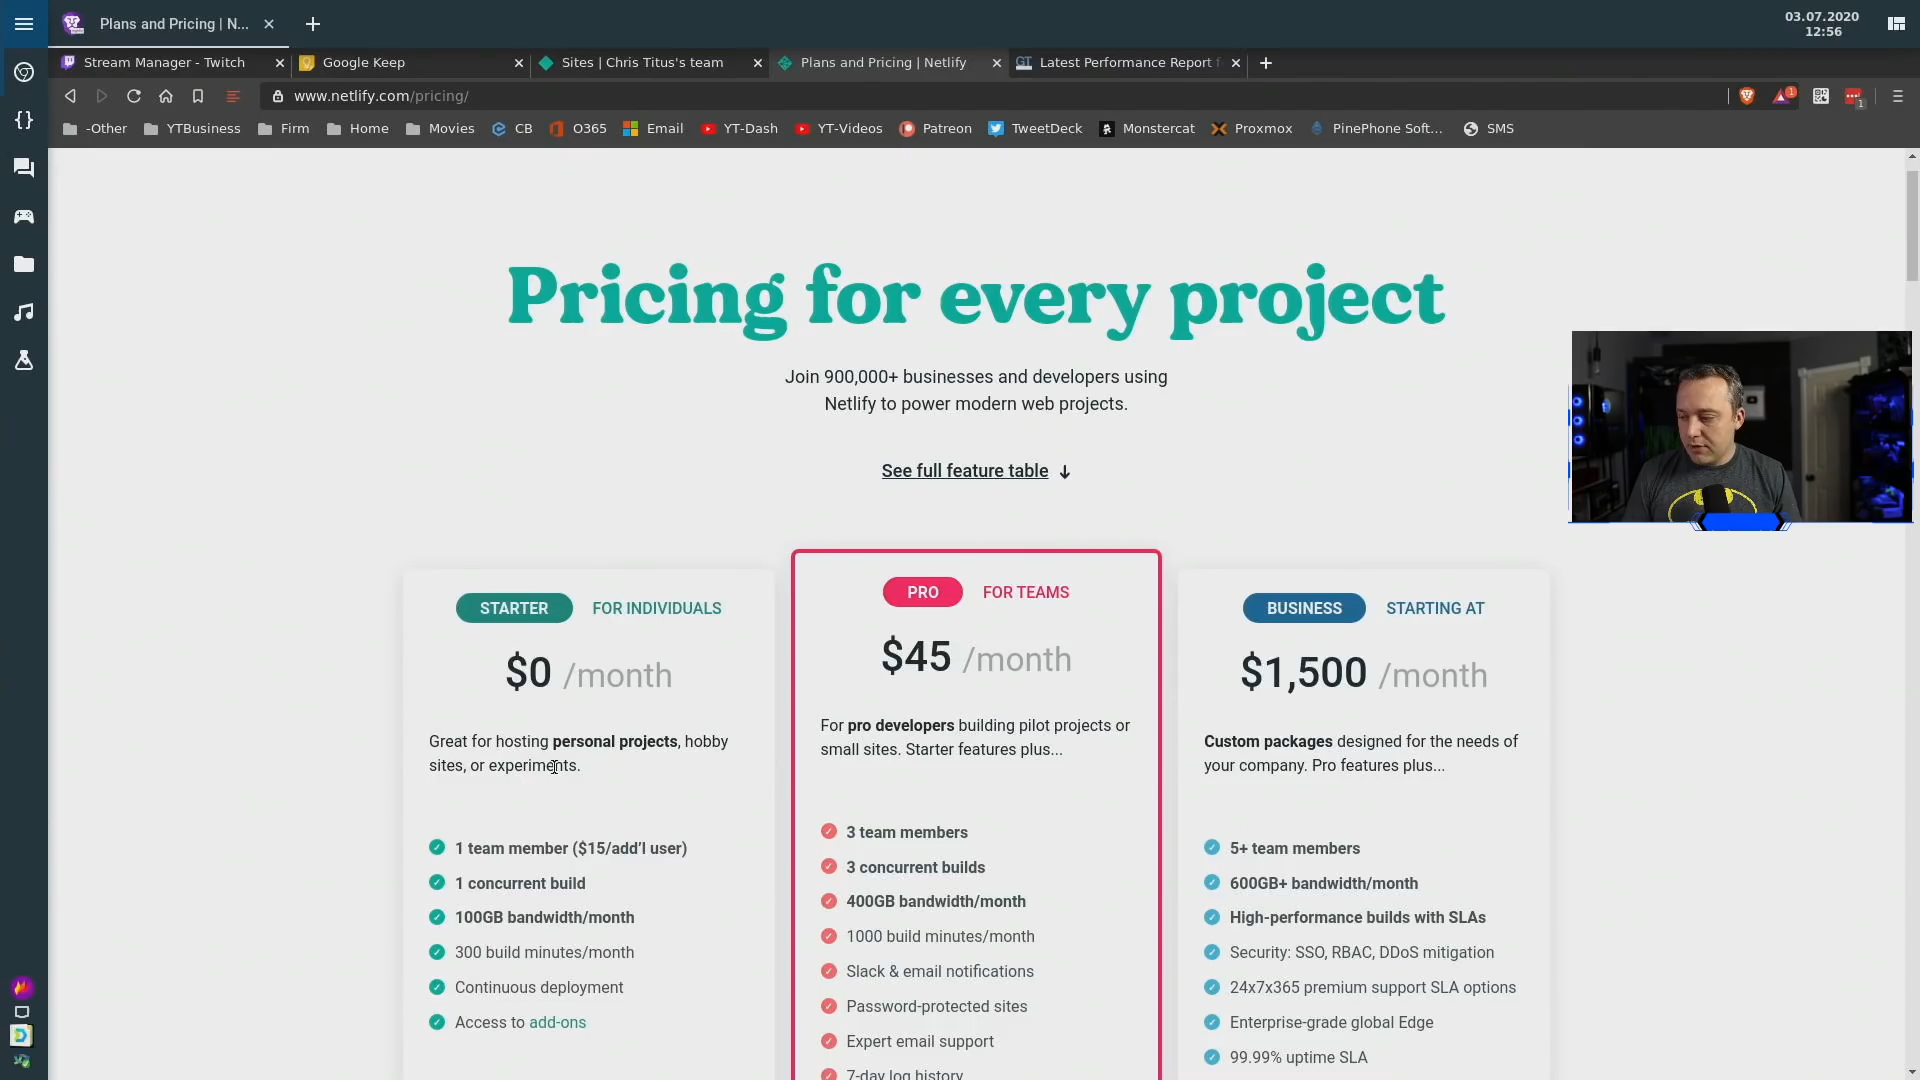 Plans and Pricing | N...
03.07.2020
12:56
Stream Manager - Twitch
Google Keep
Sites | Chris Titus's team
Plans and Pricing | Netlify
GT Latest Performance Report f
www.netlify.com/pricing/
1
1
-Other
YTBusiness
Firm
Home
Movies
CB
O365
Email
YT-Dash
YT-Videos
Patreon
TweetDeck
Monstercat
Proxmox
PinePhone Soft...
SMS
Pricing for every project
Join 900,000+ businesses and developers using
Netlify to power modern web projects.
See full feature table ↓
STARTER FOR INDIVIDUALS
$0 /month
Great for hosting personal projects, hobby
sites, or experiments.
1 team member ($15/add’l user)
1 concurrent build
100GB bandwidth/month
300 build minutes/month
Continuous deployment
Access to add-ons
PRO FOR TEAMS
$45 /month
For pro developers building pilot projects or
small sites. Starter features plus...
3 team members
3 concurrent builds
400GB bandwidth/month
1000 build minutes/month
Slack & email notifications
Password-protected sites
Expert email support
7-day log history
BUSINESS STARTING AT
$1,500 /month
Custom packages designed for the needs of
your company. Pro features plus...
5+ team members
600GB+ bandwidth/month
High-performance builds with SLAs
Security: SSO, RBAC, DDoS mitigation
24x7x365 premium support SLA options
Enterprise-grade global Edge
99.99% uptime SLA